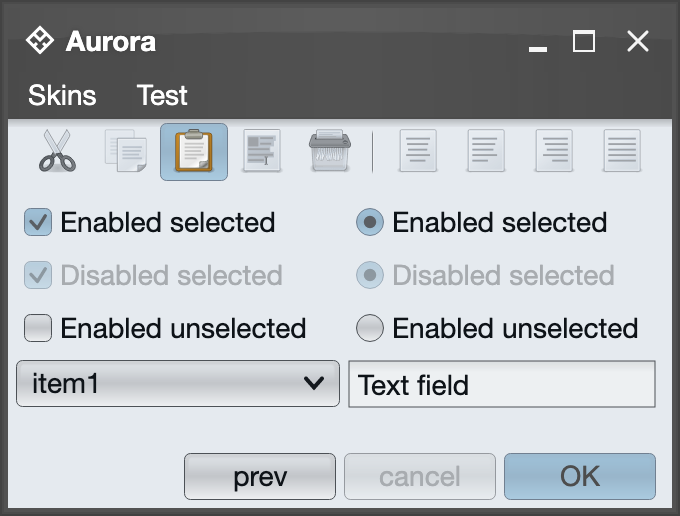 Aurora
Skins Test
Enabled selected Enabled selected
Disabled selected Disabled selected
Enabled unselected Enabled unselected
item1 Text field
prev cancel OK